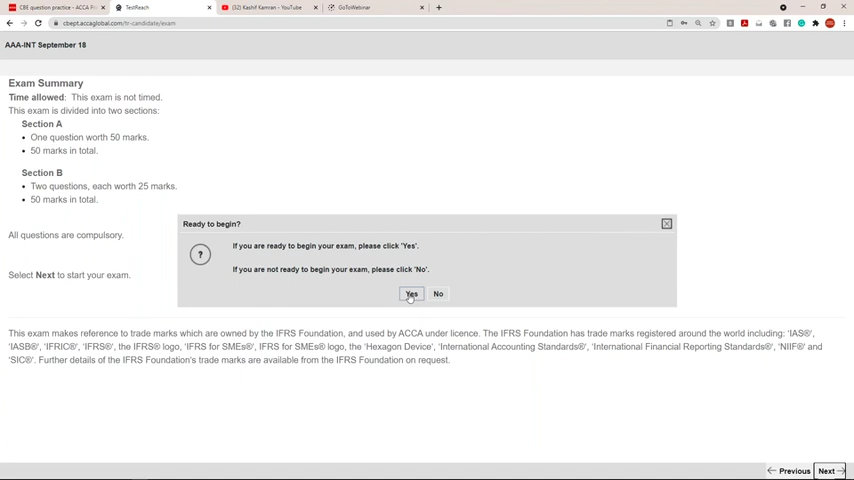 CBE question practice - ACCA Pr
TestReach
(32) Kashif Kamran - YouTube
GoToWebinar
cbept.accaglobal.com/tr-candidate/exam
AAA-INT September 18
Exam Summary
Time allowed: This exam is not timed.
This exam is divided into two sections:
Section A
• One question worth 50 marks.
• 50 marks in total.
Section B
• Two questions, each worth 25 marks.
• 50 marks in total.
All questions are compulsory.
Select Next to start your exam.
Ready to begin?
If you are ready to begin your exam, please click 'Yes'.
If you are not ready to begin your exam, please click 'No'.
Yes No
This exam makes reference to trade marks which are owned by the IFRS Foundation, and used by ACCA under licence. The IFRS Foundation has trade marks registered around the world including: 'IAS®',
'IASB®', 'IFRIC®', 'IFRS®', the IFRS® logo, 'IFRS for SMEs®', IFRS for SMEs® logo, the 'Hexagon Device', 'International Accounting Standards®', 'International Financial Reporting Standards®', 'NIIF®' and
'SIC®'. Further details of the IFRS Foundation's trade marks are available from the IFRS Foundation on request.
Previous Next